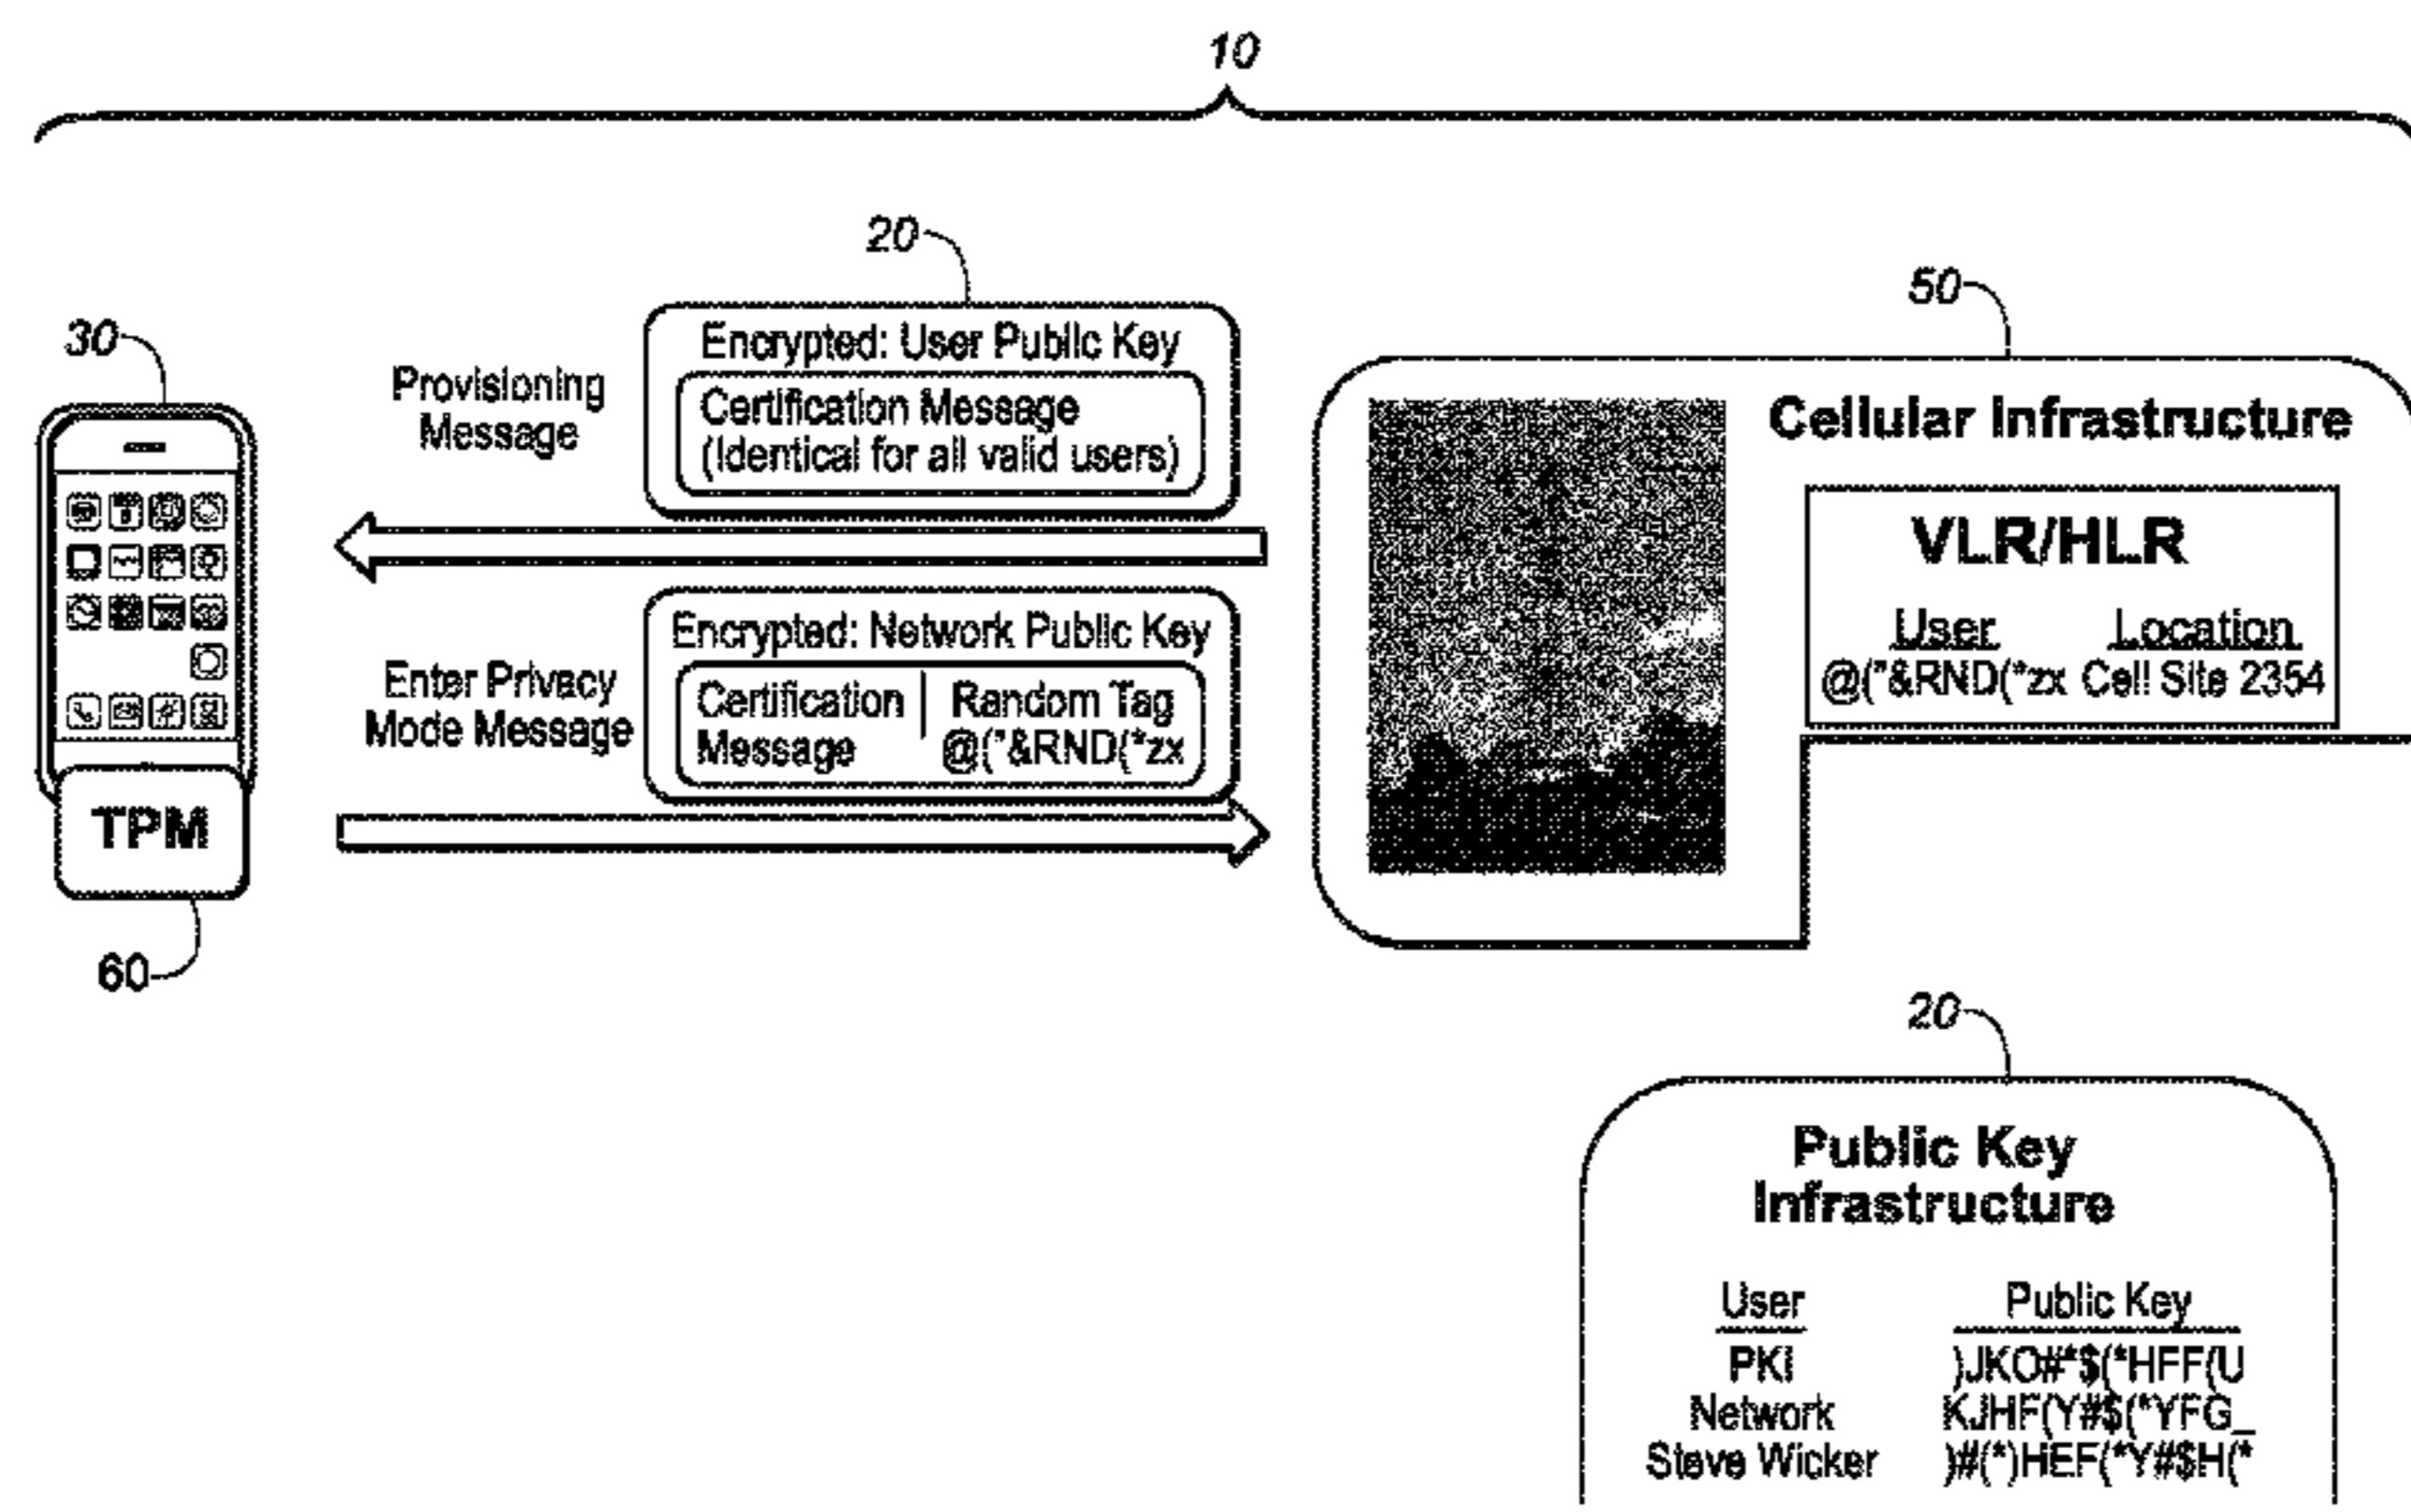 10
20
50
30
Provisioning
Message
Encrypted: User Public Key
Certification Message
(Identical for all valid users)
Cellular Infrastructure
VLR/HLR
User Location
@("&RND(*zx Cell Site 2354
Enter Privacy
Mode Message
Encrypted: Network Public Key
Certification
Message
Random Tag
@("&RND(*zx
TPM
60
20
Public Key
Infrastructure
User Public Key
PKI )JKO#*$(*HFF(U
Network KJHF(Y#$(*YFG_
Steve Wicker )#(*)HEF(*Y#$H(*